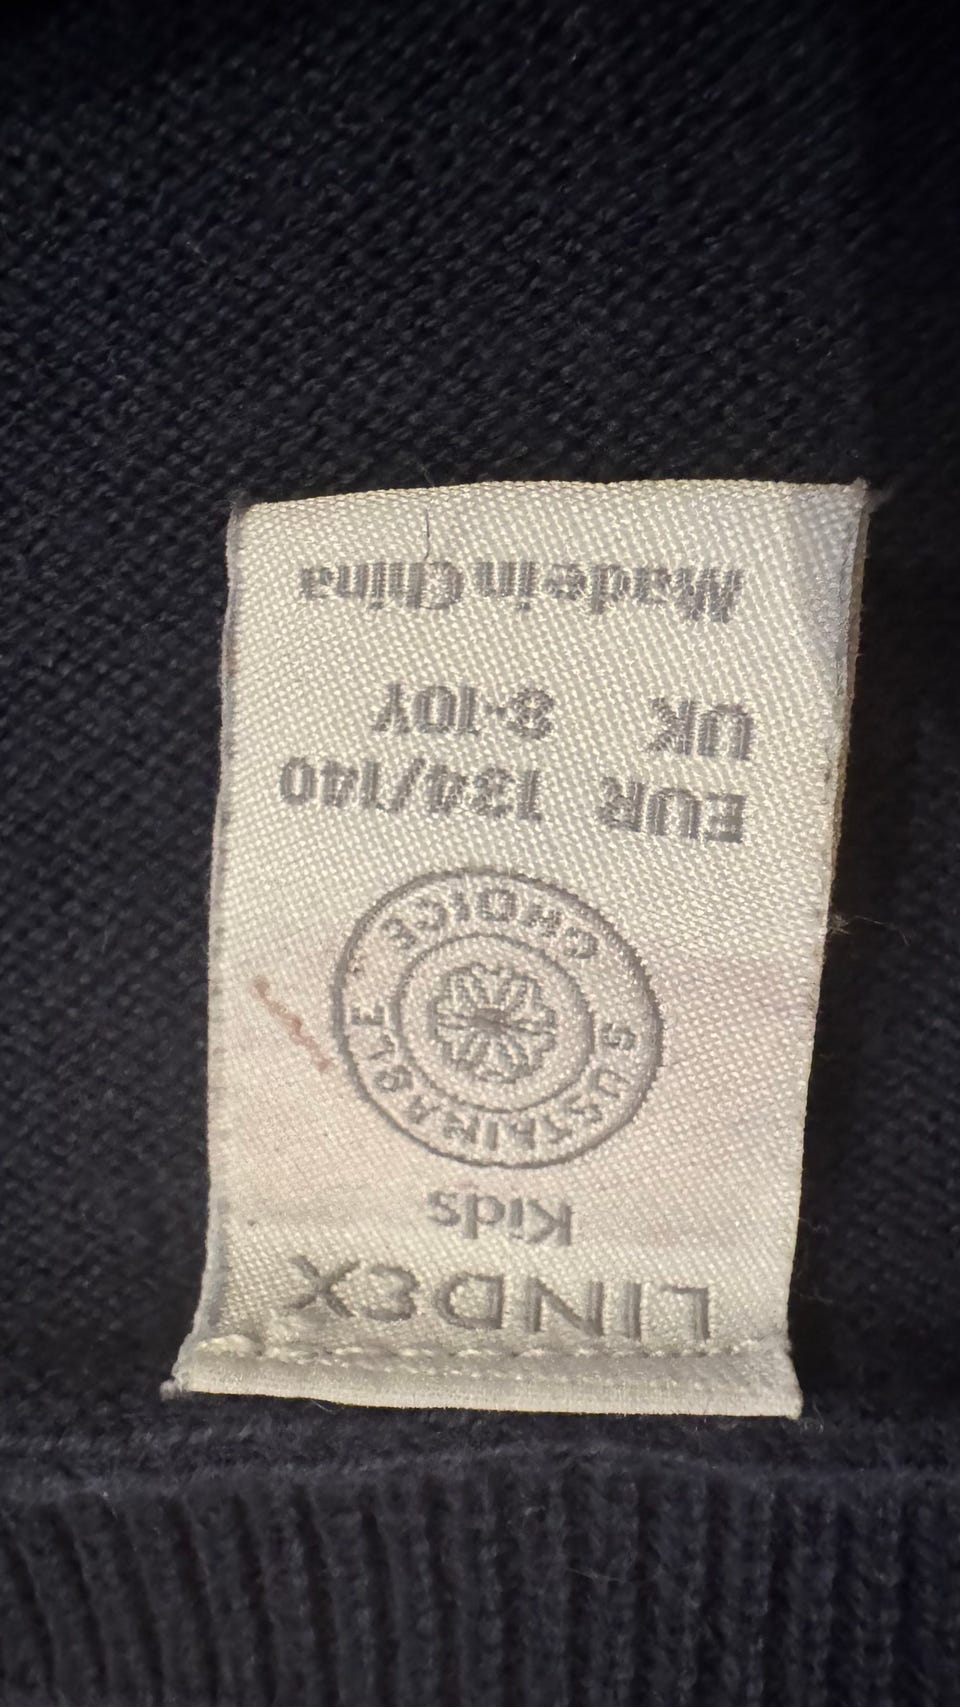 LINDEX
Kids
SUSTAINABLE CHOICE
EUR 134/140
UK 8-10Y
Made in China